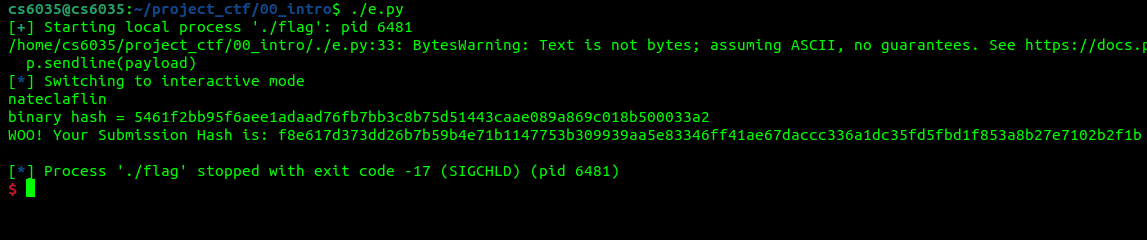 cs6035@cs6035:~/project_ctf/00_intro$ ./e.py
[+] Starting local process './flag': pid 6481
/home/cs6035/project_ctf/00_intro/./e.py:33: BytesWarning: Text is not bytes; assuming ASCII, no guarantees. See https://docs.p
  p.sendline(payload)
[*] Switching to interactive mode
nateclaflin
binary hash = 5461f2bb95f6aee1adaad76fb7bb3c8b75d51443caae089a869c018b500033a2
WOO! Your Submission Hash is: f8e617d373dd26b7b59b4e71b1147753b309939aa5e83346ff41ae67daccc336a1dc35fd5fbd1f853a8b27e7102b2f1b
[*] Process './flag' stopped with exit code -17 (SIGCHLD) (pid 6481)
$